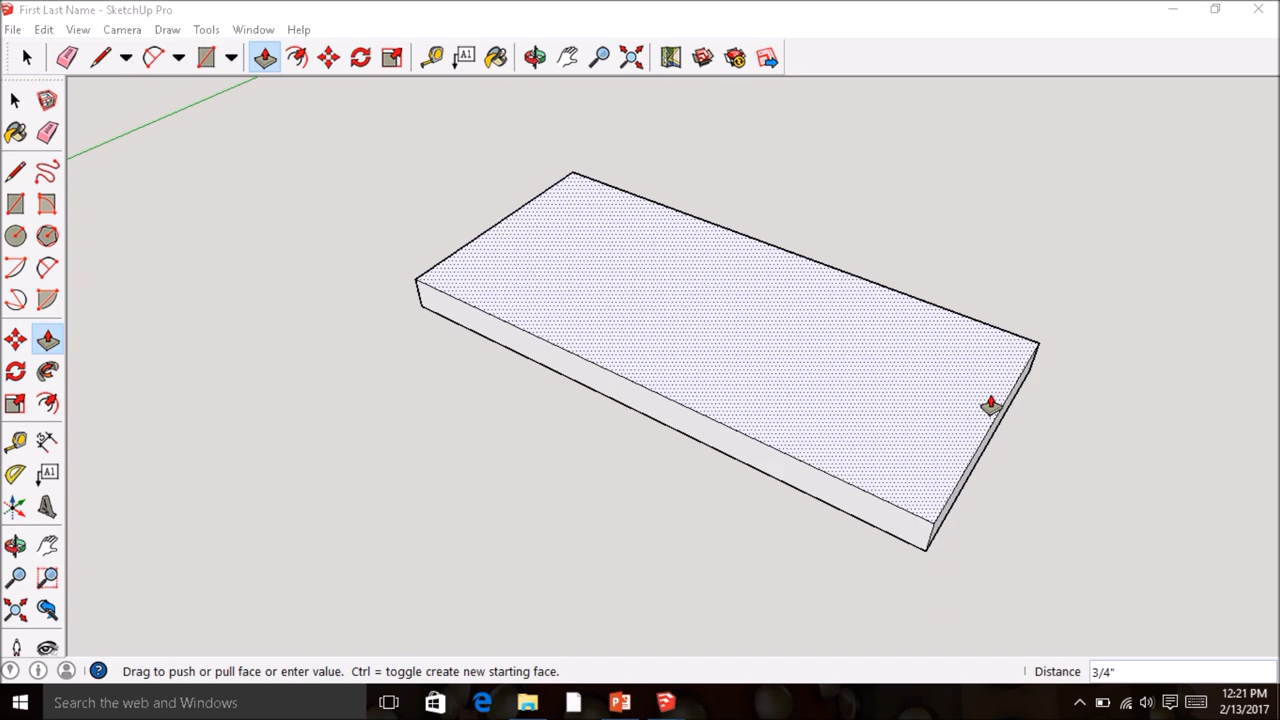 First Last Name - SketchUp Pro
File Edit View Camera Draw Tools Window Help
A1
A1
Drag to push or pull face or enter value. Ctrl = toggle create new starting face.
Distance 3/4"
Search the web and Windows
12:21 PM
2/13/2017